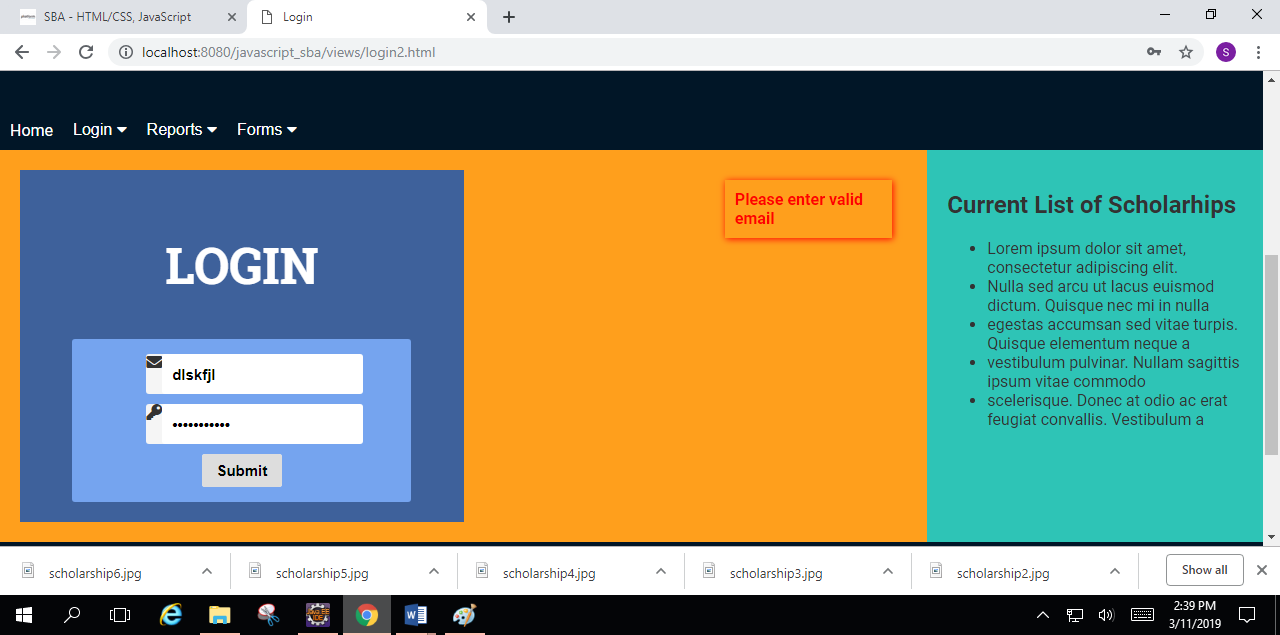 SBA - HTML/CSS, JavaScript
Login
localhost:8080/javascript_sba/views/login2.html
S
Home Login Reports Forms
LOGIN
dlskfjl
•••••••••••
Submit
Please enter valid
email
Current List of Scholarhips
• Lorem ipsum dolor sit amet,
consectetur adipiscing elit.
• Nulla sed arcu ut lacus euismod
dictum. Quisque nec mi in nulla
• egestas accumsan sed vitae turpis.
Quisque elementum neque a
• vestibulum pulvinar. Nullam sagittis
ipsum vitae commodo
• scelerisque. Donec at odio ac erat
feugiat convallis. Vestibulum a
scholarship6.jpg
scholarship5.jpg
scholarship4.jpg
scholarship3.jpg
scholarship2.jpg
Show all
2:39 PM
3/11/2019